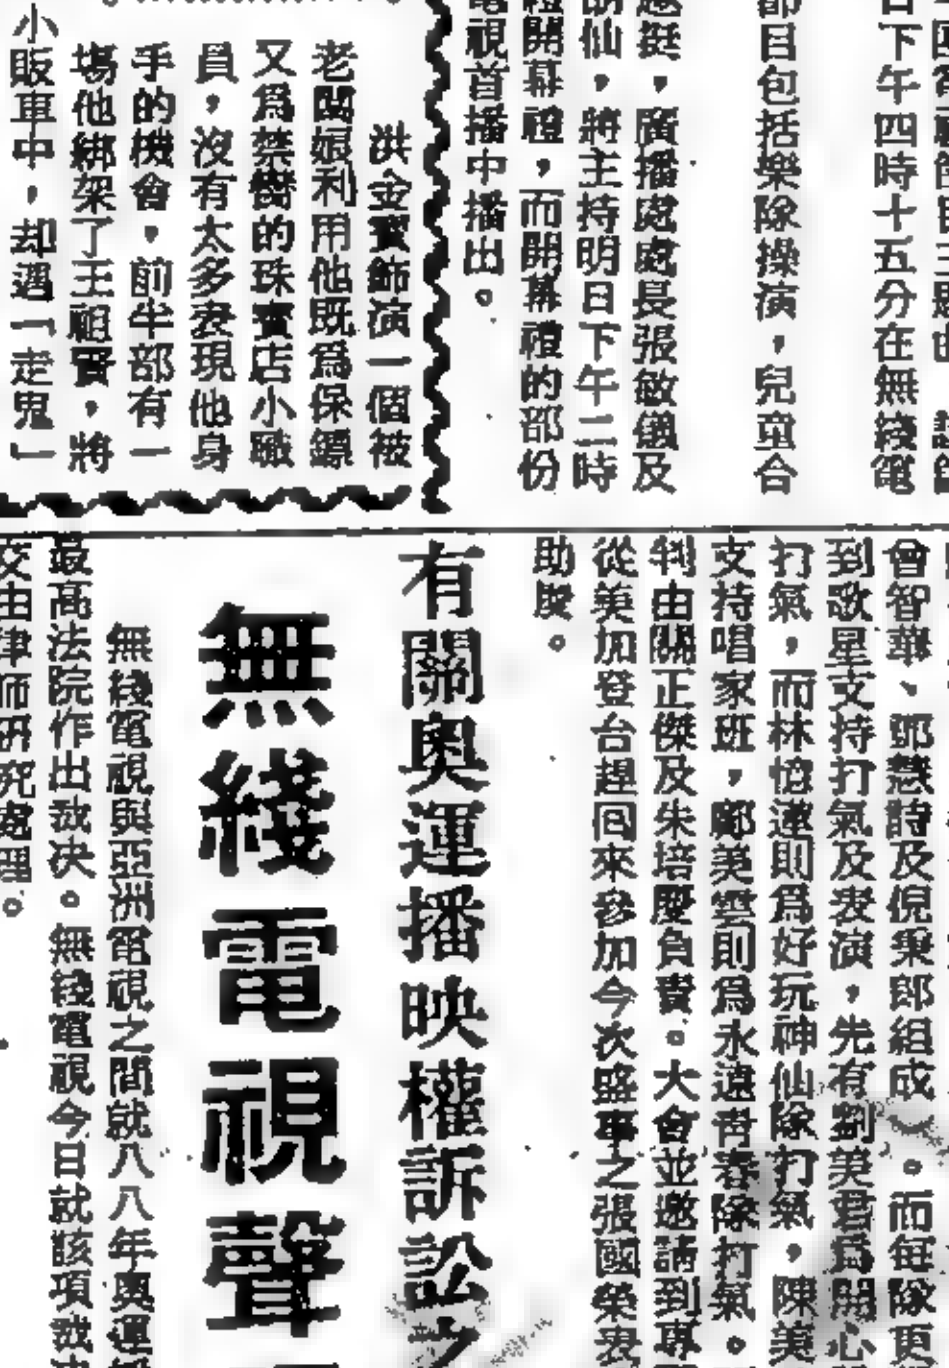 日下午四時十五分在無綫電
節目包括樂隊操演，兒童合
趙挺，廣播處處長張敏儀及
胡仙，將主持明日下午二時
禮開幕禮，而開幕禮的部份
電視首播中播出。
洪金寶飾演一個被
老闆娘利用他既爲保鏢
又爲禁臠的珠寶店小職
員，沒有太多表現他身
手的機會，前半部有一
場他綁架了王祖賢，將
小販車中，却遇「走鬼」
曾智華、鄧慧詩及倪秉郎組成。而每隊更
到歌星支持打氣及表演，先有劉美君爲開心
打氣，而林憶蓮則爲好玩神仙隊打氣，陳美
支持唱家班，鄺美雲則爲永遠靑春隊打氣。
判由關正傑及朱培慶負責。大會並邀請到專
從美加登台趕回來參加今次盛事之張國榮表
助慶。
有關奧運播映權訴訟之
無綫電視聲
無綫電視與亞洲電視之間就八八年奧運
最高法院作出裁決。無綫電視今日就該項裁決
交由律師研究處理。